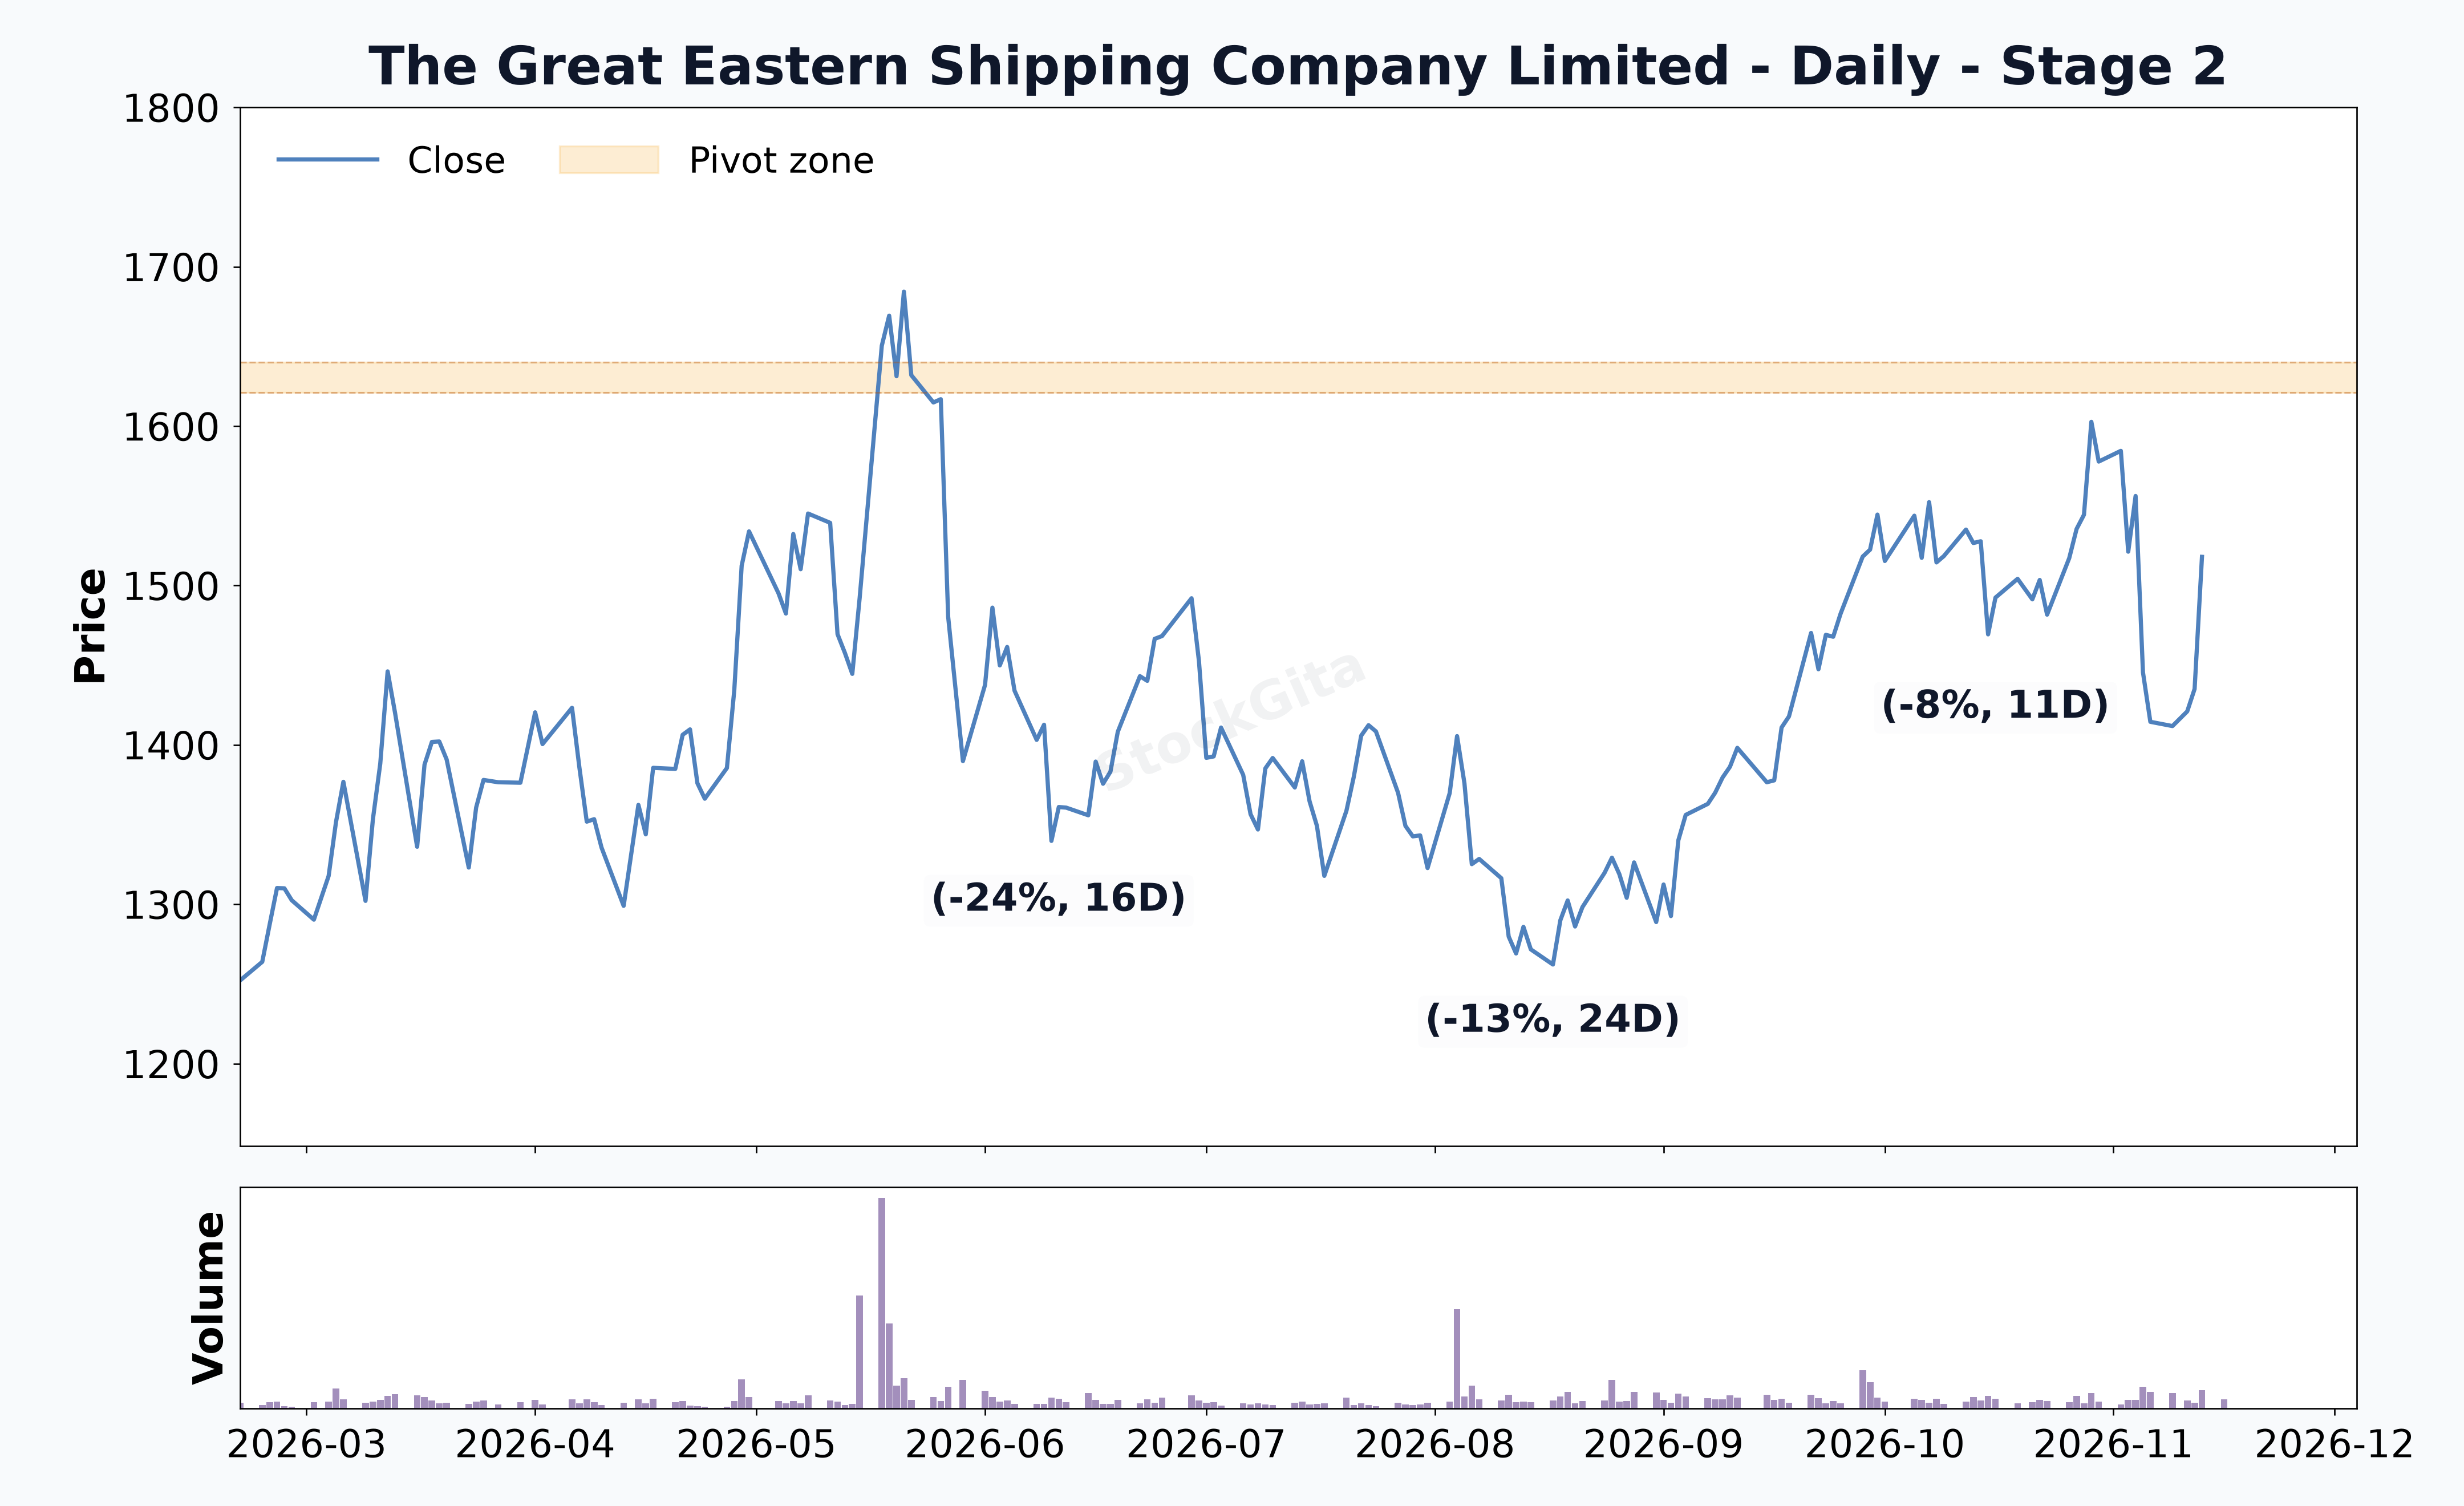 The Great Eastern Shipping Company Limited - Daily - Stage 2
Close
Pivot zone
1800
1700
1600
1500
1400
1300
1200
Price
StockGita
(-24%, 16D)
(-13%, 24D)
(-8%, 11D)
Volume
2026-03
2026-04
2026-05
2026-06
2026-07
2026-08
2026-09
2026-10
2026-11
2026-12